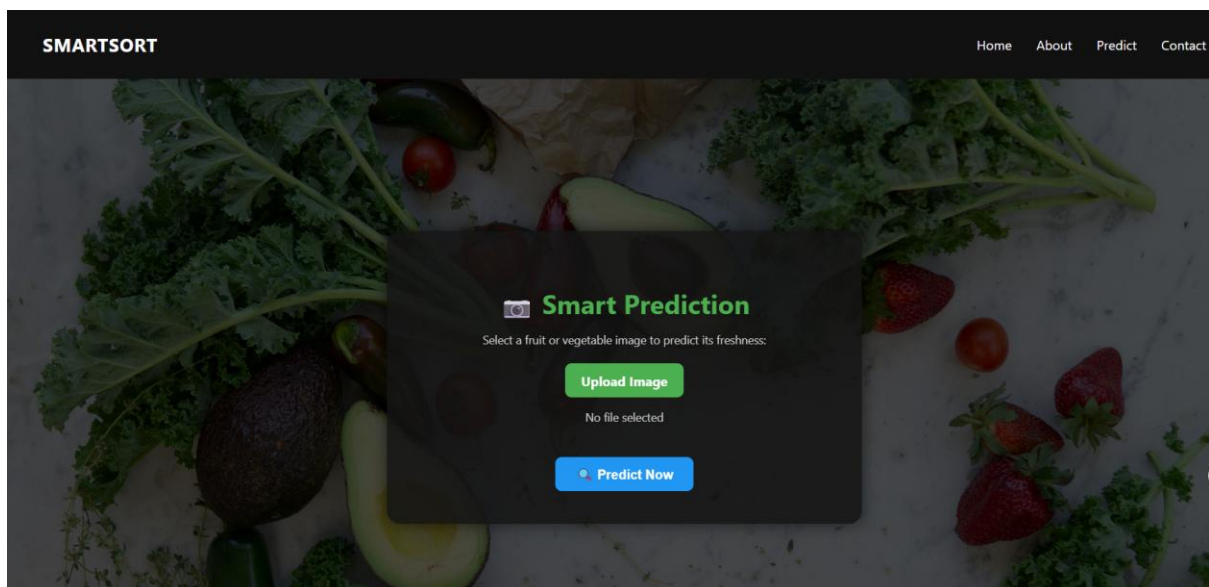 SMARTSORT
Home About Predict Contact
Smart Prediction
Select a fruit or vegetable image to predict its freshness:
Upload Image
No file selected
Predict Now